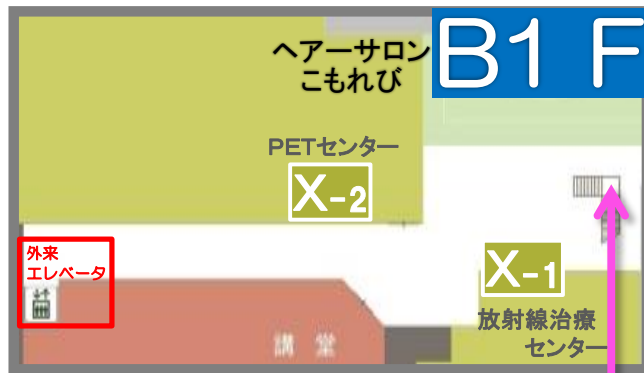 B1 F
ヘアーサロン
こもれび
PETセンター
X-2
外来
エレベータ
X-1
放射線治療
センター
講堂